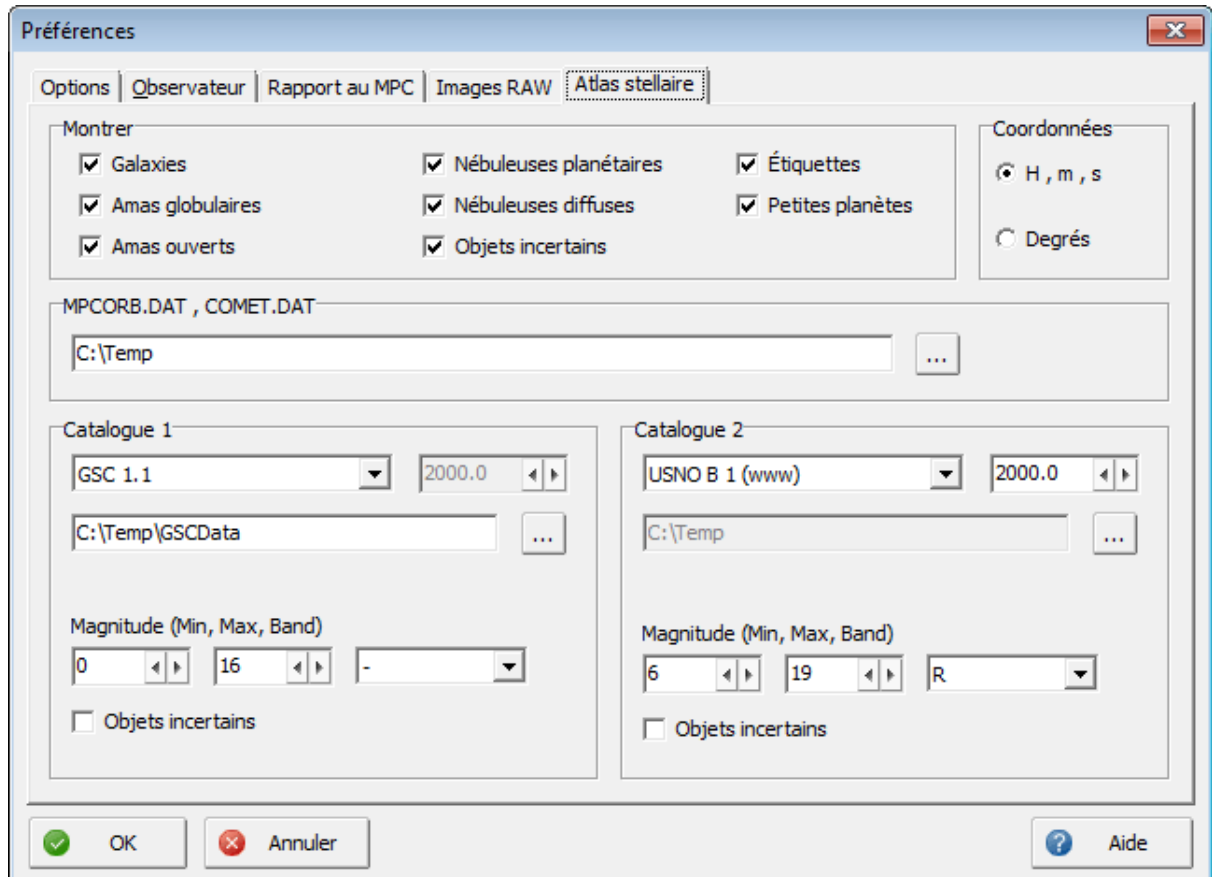 Préférences
Options Observateur Rapport au MPC Images RAW Atlas stellaire
Montrer
Galaxies Nébuleuses planétaires Étiquettes
Amas globulaires Nébuleuses diffuses Petites planètes
Amas ouverts Objets incertains
Coordonnées
H , m , s
Degrés
MPCORB.DAT , COMET.DAT
C:\Temp ...
Catalogue 1
GSC 1.1 2000.0
C:\Temp\GSCData ...
Magnitude (Min, Max, Band)
0 16 -
Objets incertains
Catalogue 2
USNO B 1 (www) 2000.0
C:\Temp ...
Magnitude (Min, Max, Band)
6 19 R
Objets incertains
OK Annuler Aide